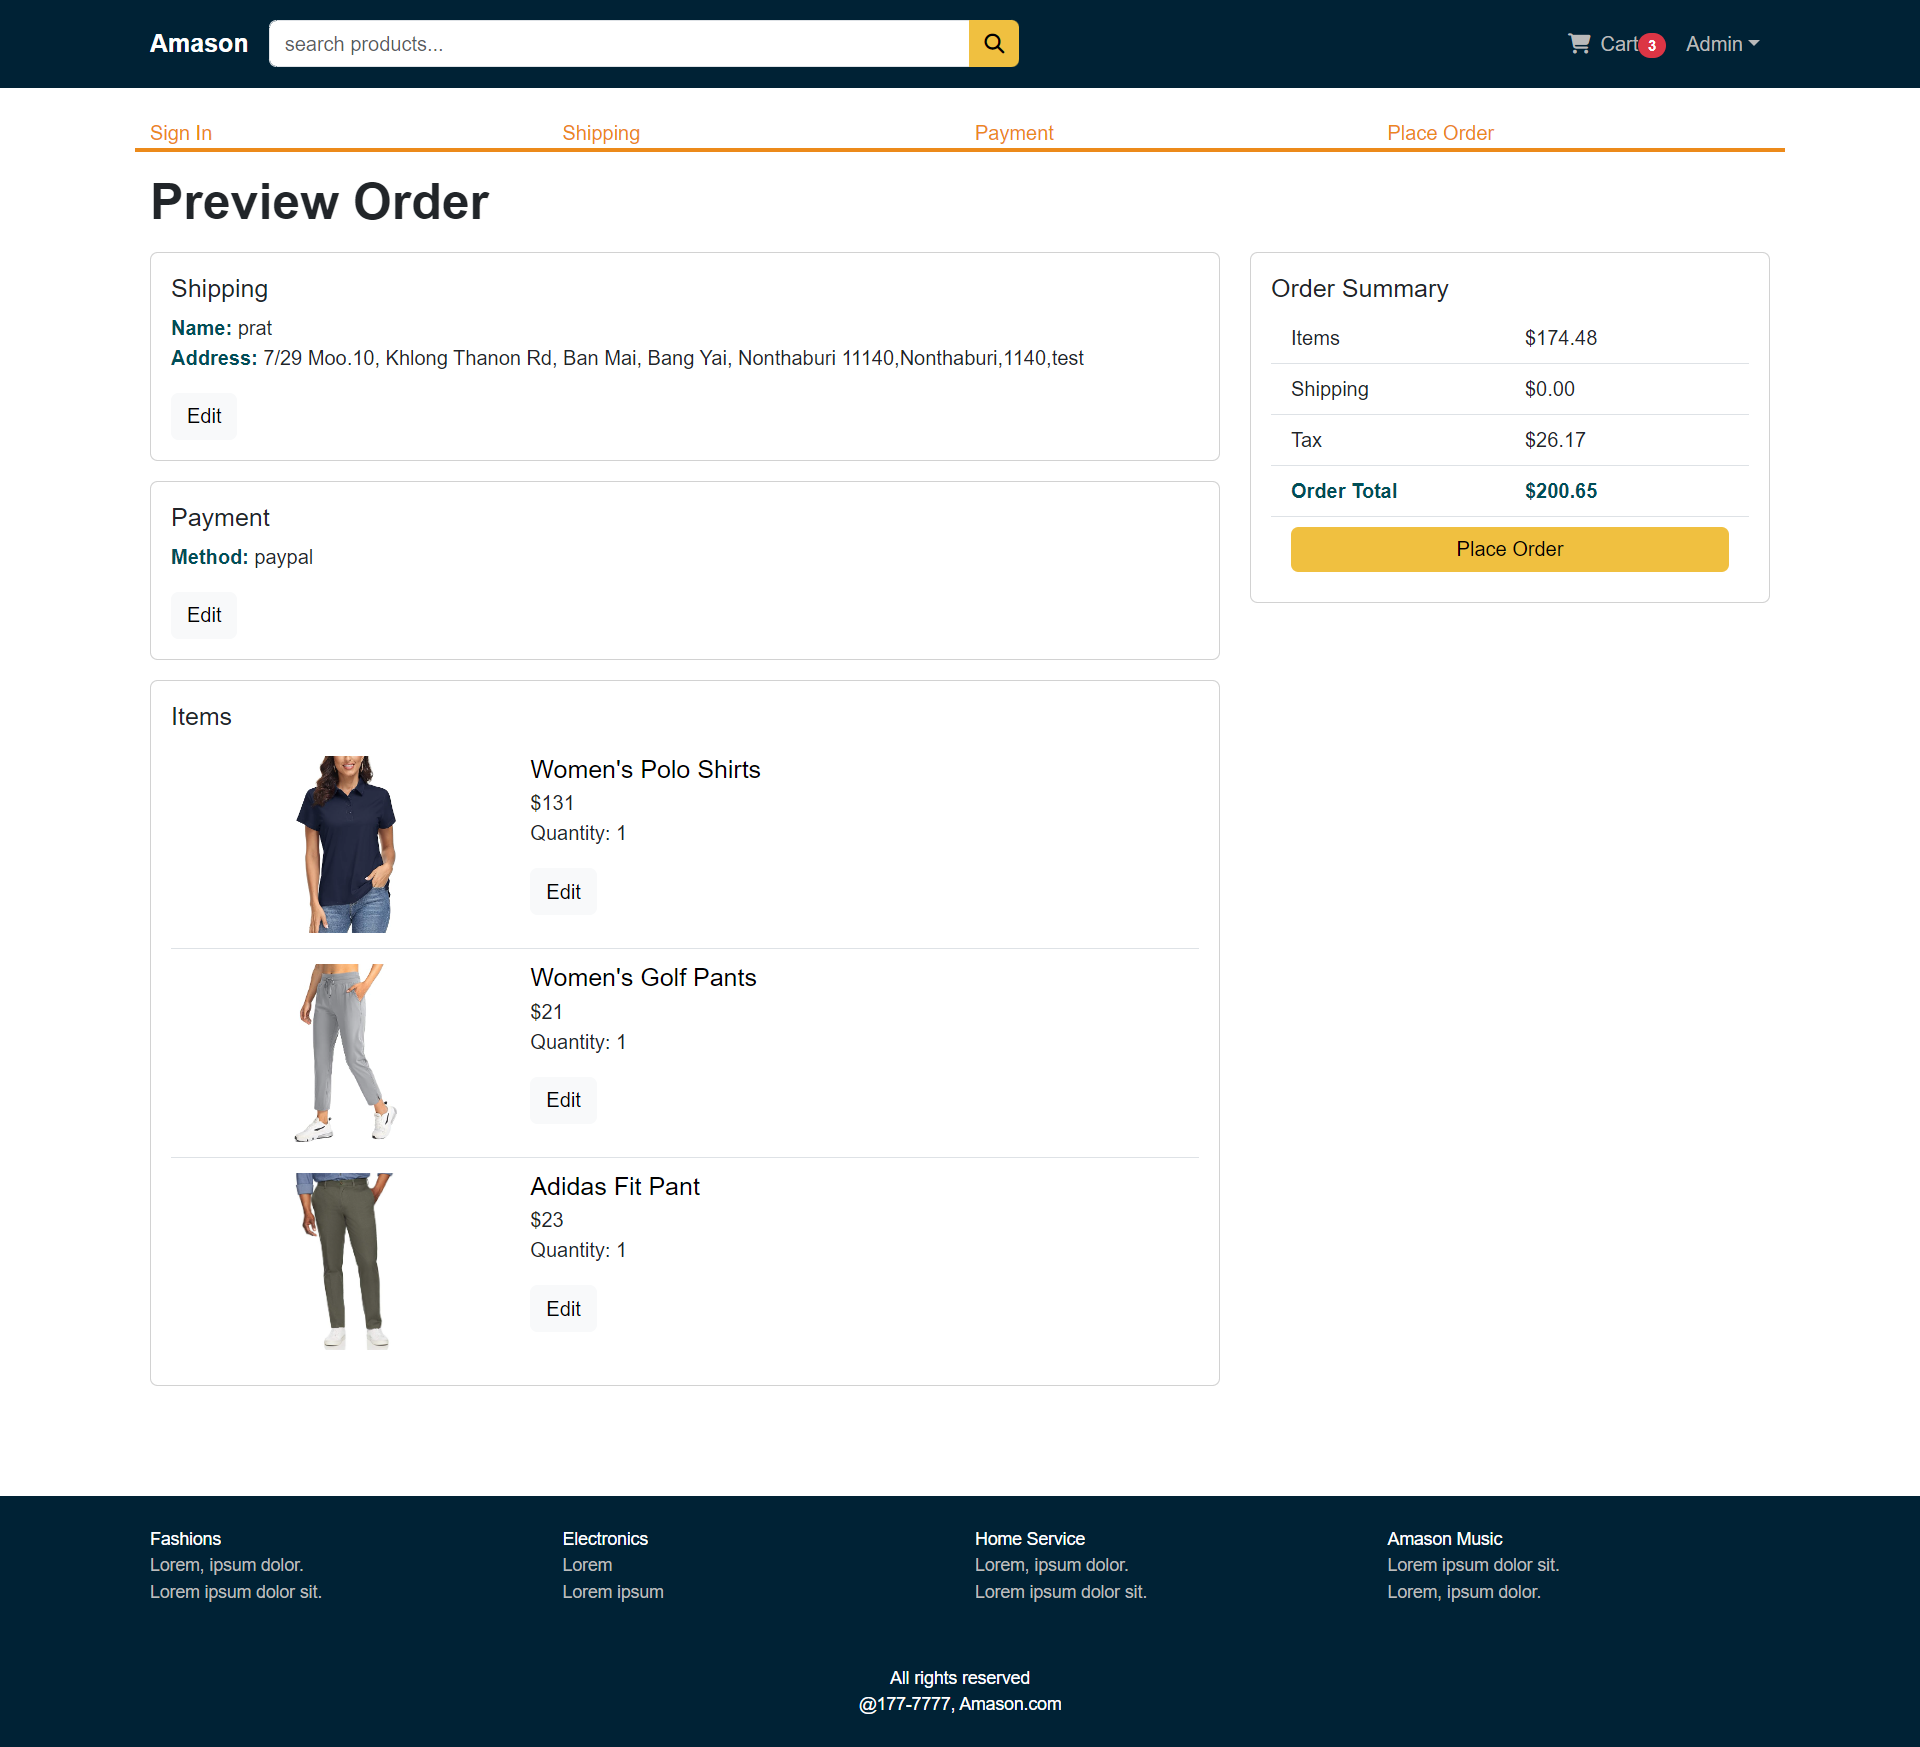 Amason
search products...
Cart 3
Admin
Sign In
Shipping
Payment
Place Order
Preview Order
Shipping
Name: prat
Address: 7/29 Moo.10, Khlong Thanon Rd, Ban Mai, Bang Yai, Nonthaburi 11140,Nonthaburi,1140,test
Edit
Payment
Method: paypal
Edit
Items
Women's Polo Shirts
$131
Quantity: 1
Edit
Women's Golf Pants
$21
Quantity: 1
Edit
Adidas Fit Pant
$23
Quantity: 1
Edit
Order Summary
Items $174.48
Shipping $0.00
Tax $26.17
Order Total $200.65
Place Order
Fashions
Lorem, ipsum dolor.
Lorem ipsum dolor sit.
Electronics
Lorem
Lorem ipsum
Home Service
Lorem, ipsum dolor.
Lorem ipsum dolor sit.
Amason Music
Lorem ipsum dolor sit.
Lorem, ipsum dolor.
All rights reserved
@177-7777, Amason.com